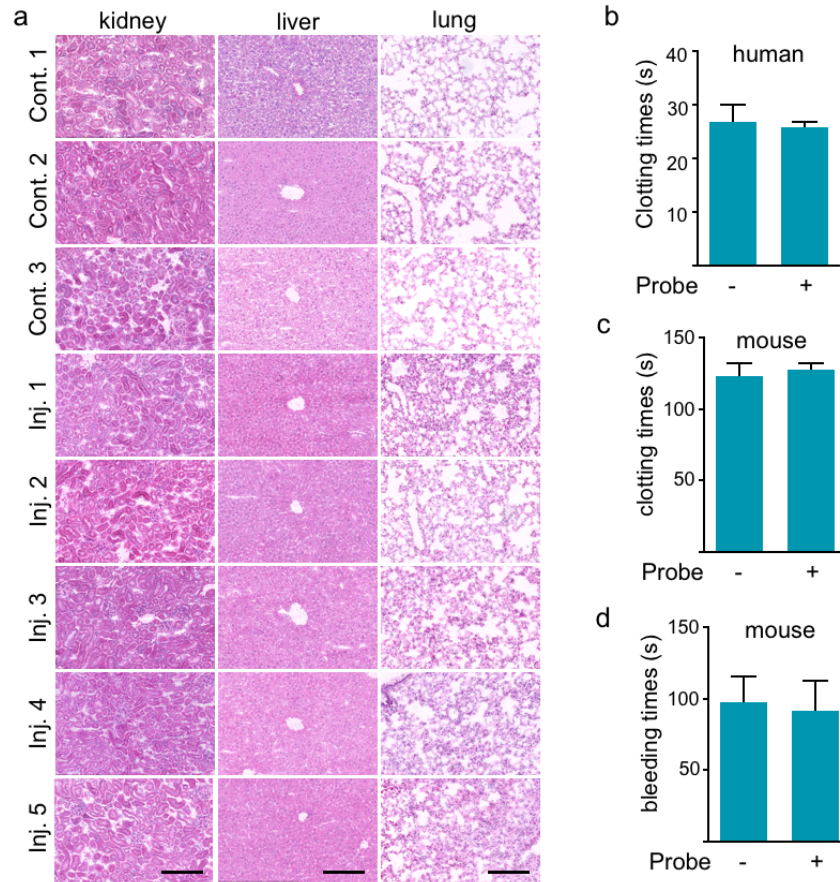 a
kidney liver lung
Cont. 1
Cont. 2
Cont. 3
Inj. 1
Inj. 2
Inj. 3
Inj. 4
Inj. 5
b
human
Clotting times (s)
40
30
20
10
Probe - +
c
mouse
clotting times (s)
150
100
50
Probe - +
d
mouse
bleeding times (s)
150
100
50
Probe - +